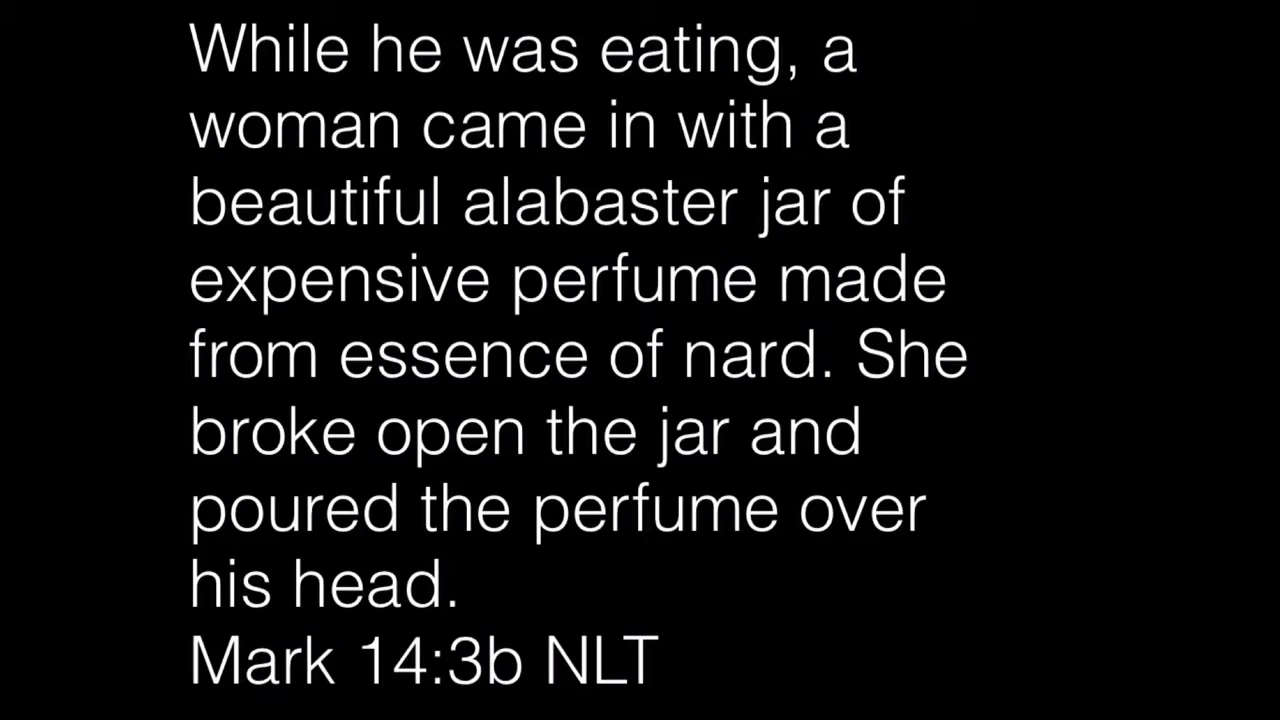 While he was eating, a
woman came in with a
beautiful alabaster jar of
expensive perfume made
from essence of nard. She
broke open the jar and
poured the perfume over
his head.
Mark 14:3b NLT